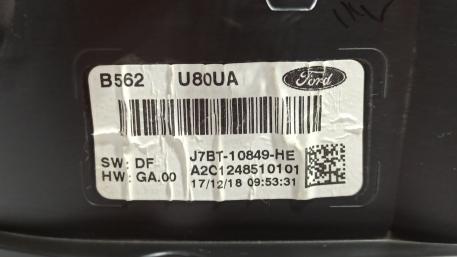 B562 U80UA Ford
SW: DF J7BT-10849-HE
HW: GA.00 A2C1248510101
17/12/18 09:53:31